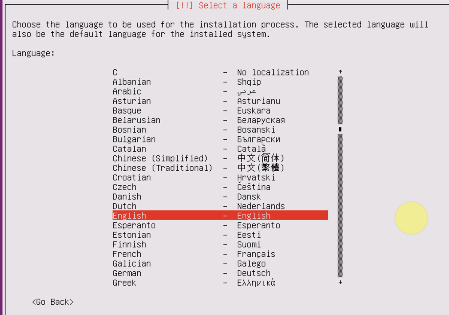 [!!] Select a language
Choose the language to be used for the installation process. The selected language will
also be the default language for the installed system.
Language:
C - No localization
Albanian - Shqip
Arabic - عربي
Asturian - Asturianu
Basque - Euskara
Belarusian - Беларуская
Bosnian - Bosanski
Bulgarian - Български
Catalan - Català
Chinese (Simplified) - 中文(简体)
Chinese (Traditional) - 中文(繁體)
Croatian - Hrvatski
Czech - Čeština
Danish - Dansk
Dutch - Nederlands
English - English
Esperanto - Esperanto
Estonian - Eesti
Finnish - Suomi
French - Français
Galician - Galego
German - Deutsch
Greek - Ελληνικά
<Go Back>